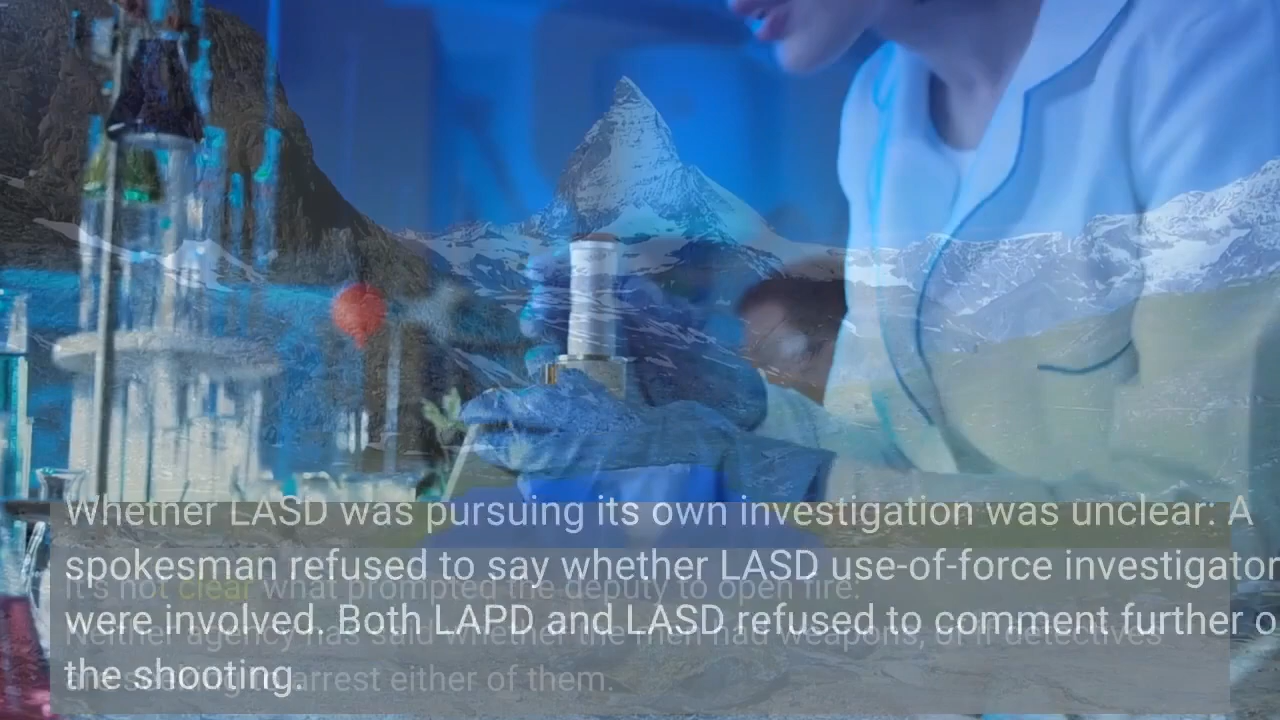 Whether LASD was pursuing its own investigation was unclear: A
spokesman refused to say whether LASD use-of-force investigator
It's not clear what prompted the deputy to open fire.
were involved. Both LAPD and LASD refused to comment further o
Neither agency has said whether the men had weapons, or if detectives
the shooting.
are seeking to arrest either of them.